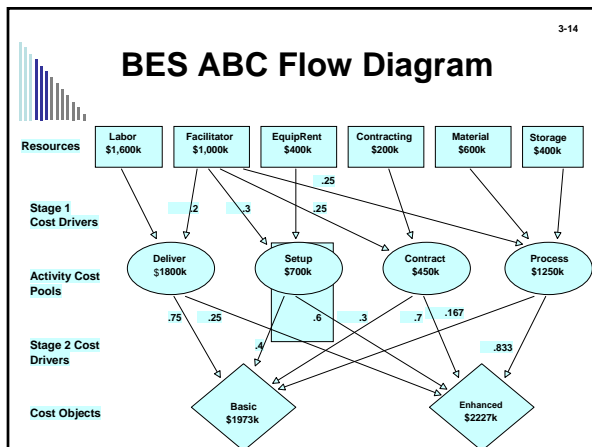 3-14
BES ABC Flow Diagram
Resources
Labor
$1,600k
Facilitator
$1,000k
EquipRent
$400k
Contracting
$200k
Material
$600k
Storage
$400k
.25
Stage 1
Cost Drivers
.2
.3
.25
Activity Cost
Pools
Deliver
$1800k
Setup
$700k
Contract
$450k
Process
$1250k
Stage 2 Cost
Drivers
.75
.25
.4
.6
.3
.7
.167
.833
Cost Objects
Basic
$1973k
Enhanced
$2227k